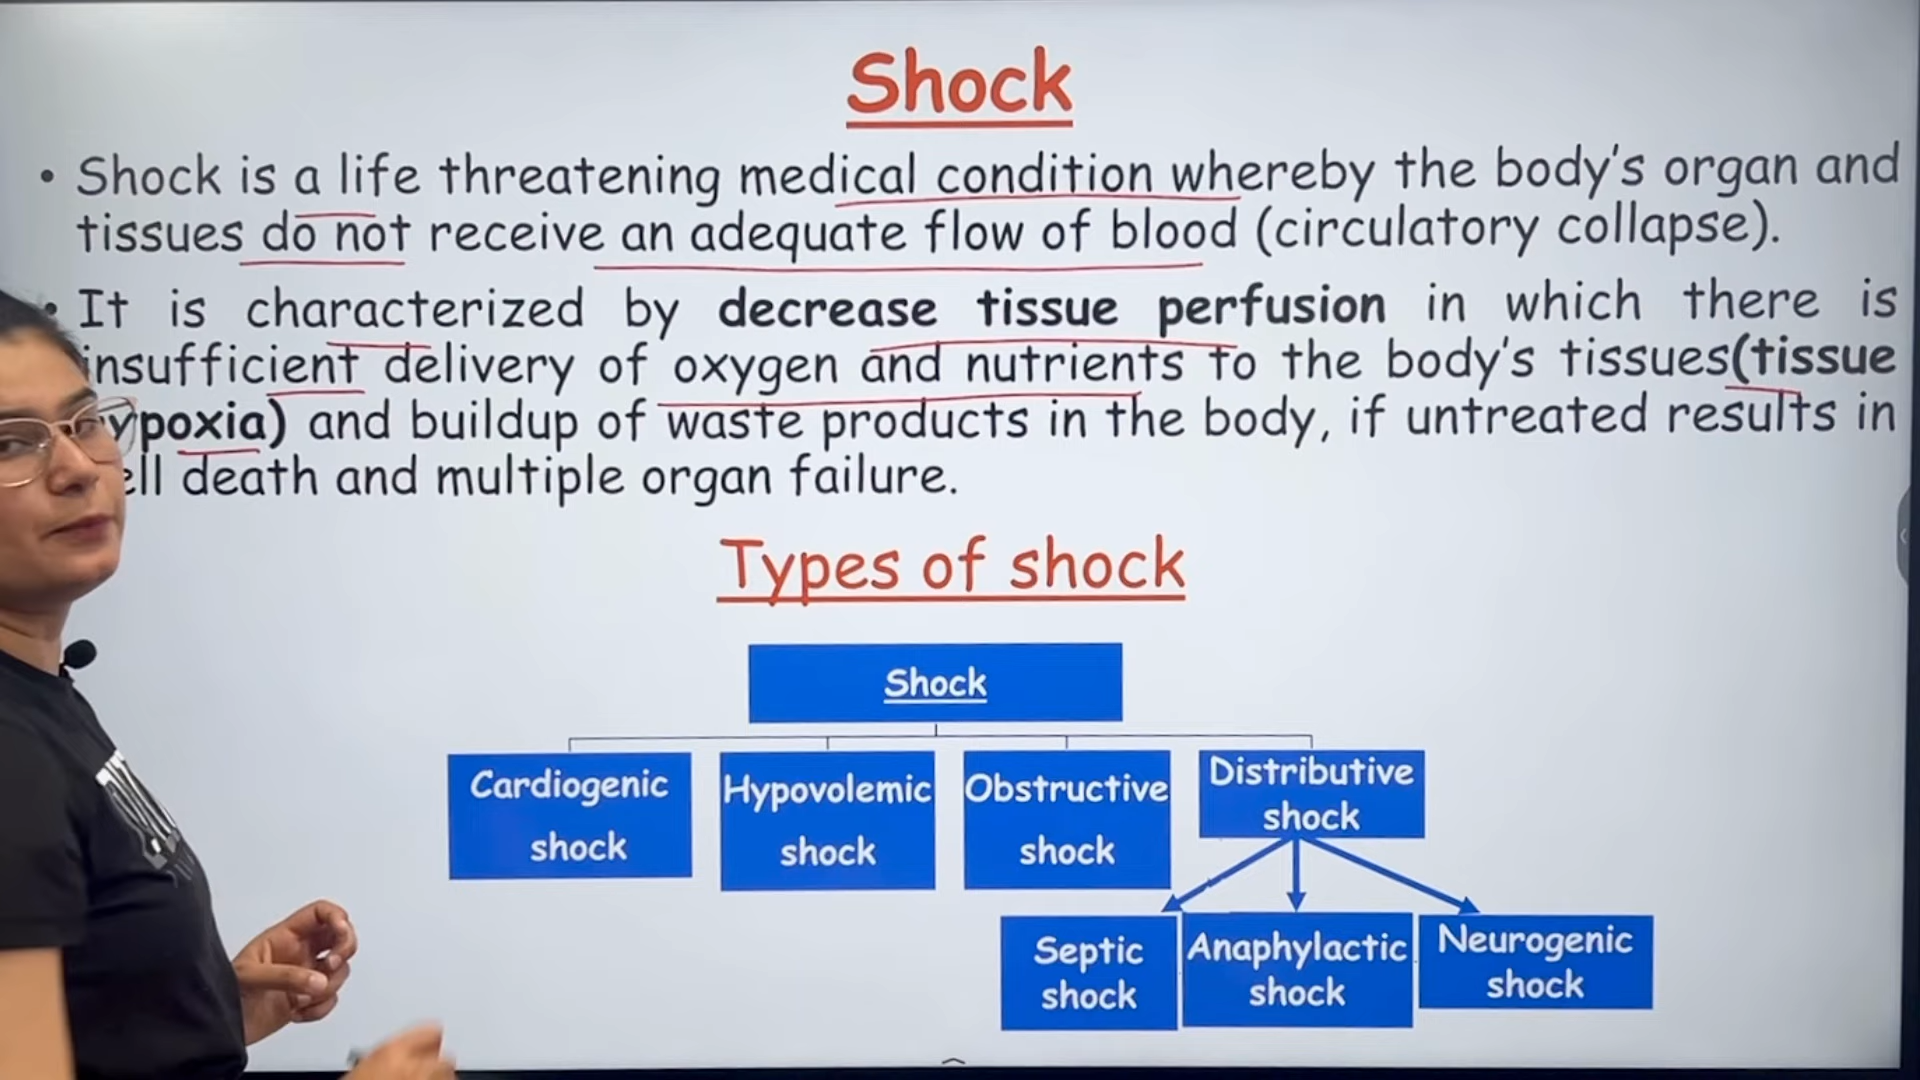 Shock
• Shock is a life threatening medical condition whereby the body's organ and
tissues do not receive an adequate flow of blood (circulatory collapse).
• It is characterized by decrease tissue perfusion in which there is
insufficient delivery of oxygen and nutrients to the body's tissues(tissue
ypoxia) and buildup of waste products in the body, if untreated results in
ell death and multiple organ failure.
Types of shock
Shock
Cardiogenic
shock
Hypovolemic
shock
Obstructive
shock
Distributive
shock
Septic
shock
Anaphylactic
shock
Neurogenic
shock